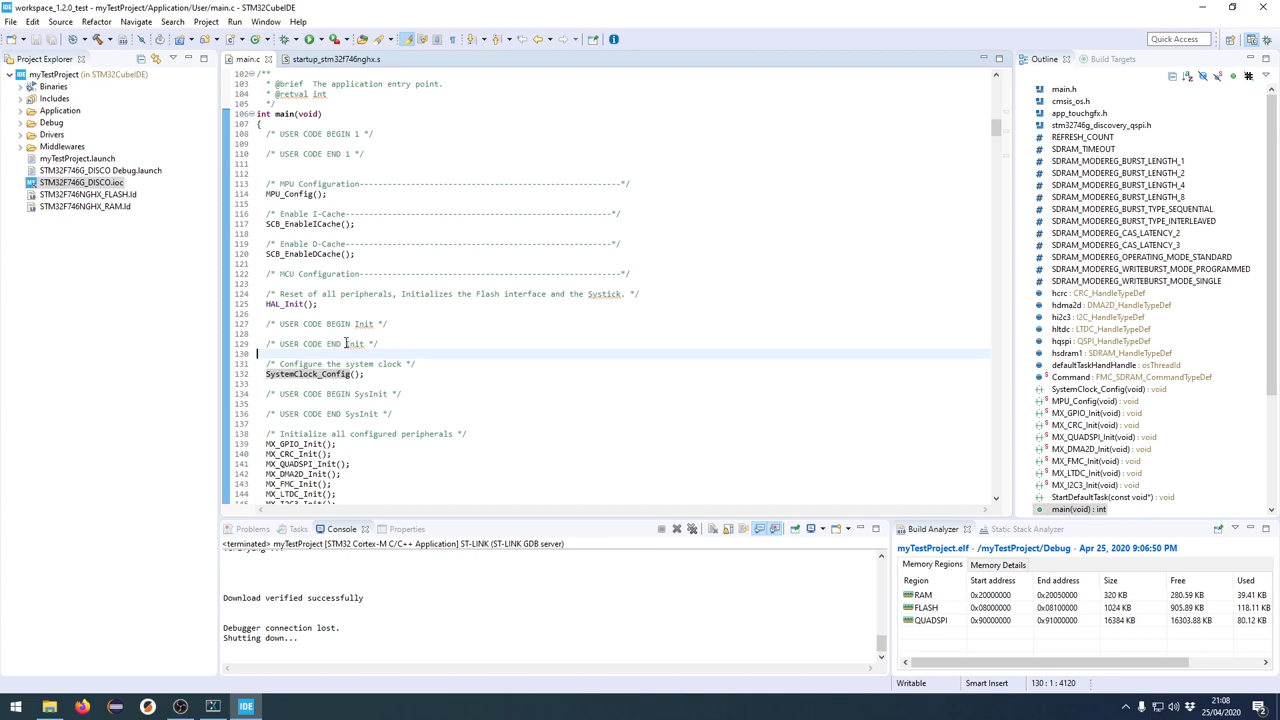 workspace_1.2.0_test - myTestProject/Application/User/main.c - STM32CubeIDE
File Edit Source Refactor Navigate Search Project Run Window Help
Quick Access
Project Explorer
myTestProject (in STM32CubeIDE)
Binaries
Includes
Application
Debug
Drivers
Middlewares
myTestProject.launch
STM32F746G_DISCO Debug.launch
STM32F746G_DISCO.ioc
STM32F746NGHX_FLASH.ld
STM32F746NGHX_RAM.ld
main.c startup_stm32f746nghx.s
102 /**
103 * @brief The application entry point.
104 * @retval int
105 */
106 int main(void)
107 {
108 /* USER CODE BEGIN 1 */
109
110 /* USER CODE END 1 */
111
112
113 /* MPU Configuration--------------------------------------------------------*/
114 MPU_Config();
115
116 /* Enable I-Cache---------------------------------------------------------*/
117 SCB_EnableICache();
118
119 /* Enable D-Cache---------------------------------------------------------*/
120 SCB_EnableDCache();
121
122 /* MCU Configuration--------------------------------------------------------*/
123
124 /* Reset of all peripherals, Initializes the Flash interface and the Systick. */
125 HAL_Init();
126
127 /* USER CODE BEGIN Init */
128
129 /* USER CODE END Init */
130
131 /* Configure the system clock */
132 SystemClock_Config();
133
134 /* USER CODE BEGIN SysInit */
135
136 /* USER CODE END SysInit */
137
138 /* Initialize all configured peripherals */
139 MX_GPIO_Init();
140 MX_CRC_Init();
141 MX_QUADSPI_Init();
142 MX_DMA2D_Init();
143 MX_FMC_Init();
144 MX_LTDC_Init();
Outline Build Targets
main.h
cmsis_os.h
app_touchgfx.h
stm32746g_discovery_qspi.h
REFRESH_COUNT
SDRAM_TIMEOUT
SDRAM_MODEREG_BURST_LENGTH_1
SDRAM_MODEREG_BURST_LENGTH_2
SDRAM_MODEREG_BURST_LENGTH_4
SDRAM_MODEREG_BURST_LENGTH_8
SDRAM_MODEREG_BURST_TYPE_SEQUENTIAL
SDRAM_MODEREG_BURST_TYPE_INTERLEAVED
SDRAM_MODEREG_CAS_LATENCY_2
SDRAM_MODEREG_CAS_LATENCY_3
SDRAM_MODEREG_OPERATING_MODE_STANDARD
SDRAM_MODEREG_WRITEBURST_MODE_PROGRAMMED
SDRAM_MODEREG_WRITEBURST_MODE_SINGLE
hcrc : CRC_HandleTypeDef
hdma2d : DMA2D_HandleTypeDef
hi2c3 : I2C_HandleTypeDef
hltdc : LTDC_HandleTypeDef
hqspi : QSPI_HandleTypeDef
hsdram1 : SDRAM_HandleTypeDef
defaultTaskHandHandle : osThreadId
Command : FMC_SDRAM_CommandTypeDef
SystemClock_Config(void) : void
MPU_Config(void) : void
MX_GPIO_Init(void) : void
MX_CRC_Init(void) : void
MX_QUADSPI_Init(void) : void
MX_DMA2D_Init(void) : void
MX_FMC_Init(void) : void
MX_LTDC_Init(void) : void
MX_I2C3_Init(void) : void
StartDefaultTask(const void*) : void
main(void) : int
Problems Tasks Console Properties
<terminated> myTestProject [STM32 Cortex-M C/C++ Application] ST-LINK (ST-LINK GDB server)
Download verified successfully
Debugger connection lost.
Shutting down...
Build Analyzer Static Stack Analyzer
myTestProject.elf - /myTestProject/Debug - Apr 25, 2020 9:06:50 PM
Memory Regions Memory Details
Region Start address End address Size Free Used
RAM 0x20000000 0x20050000 320 KB 280.59 KB 39.41 KB
FLASH 0x08000000 0x08100000 1024 KB 905.89 KB 118.11 KB
QUADSPI 0x90000000 0x91000000 16384 KB 16303.88 KB 80.12 KB
Writable Smart Insert 130 : 1 : 4120
IDE
21:08
25/04/2020
2